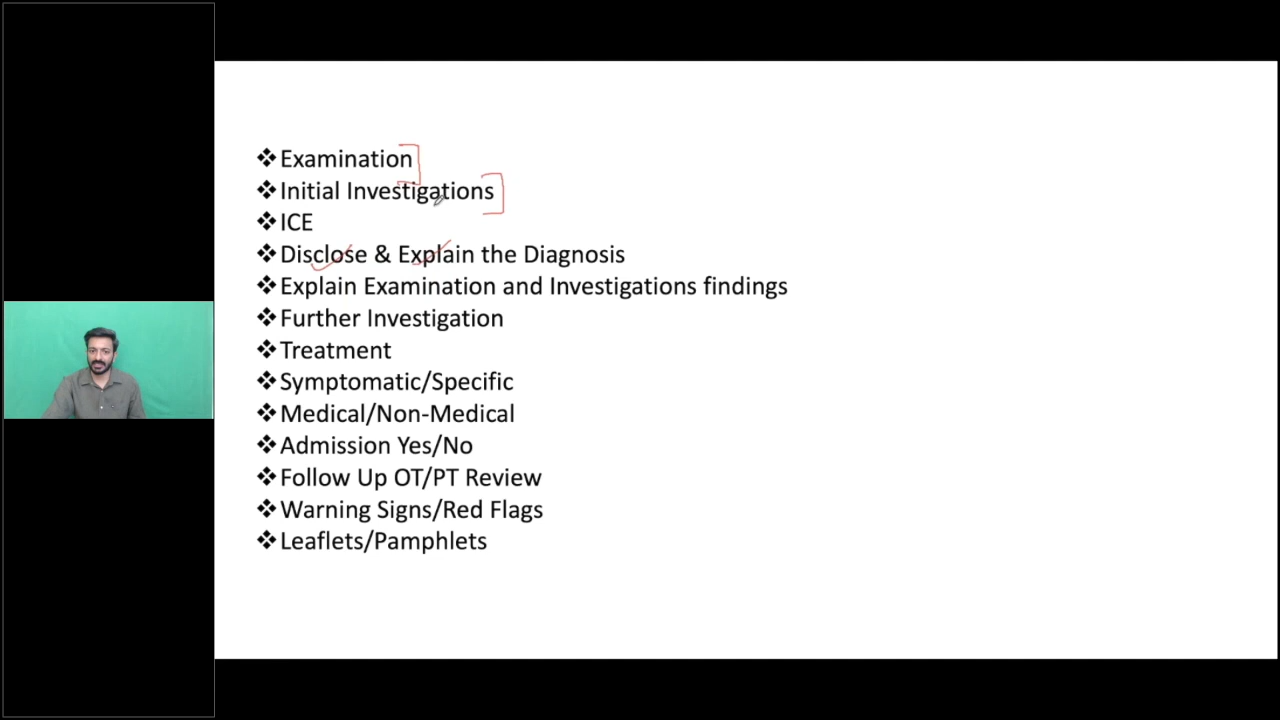 ❖ Examination
❖ Initial Investigations
❖ ICE
❖ Disclose & Explain the Diagnosis
❖ Explain Examination and Investigations findings
❖ Further Investigation
❖ Treatment
❖ Symptomatic/Specific
❖ Medical/Non-Medical
❖ Admission Yes/No
❖ Follow Up OT/PT Review
❖ Warning Signs/Red Flags
❖ Leaflets/Pamphlets